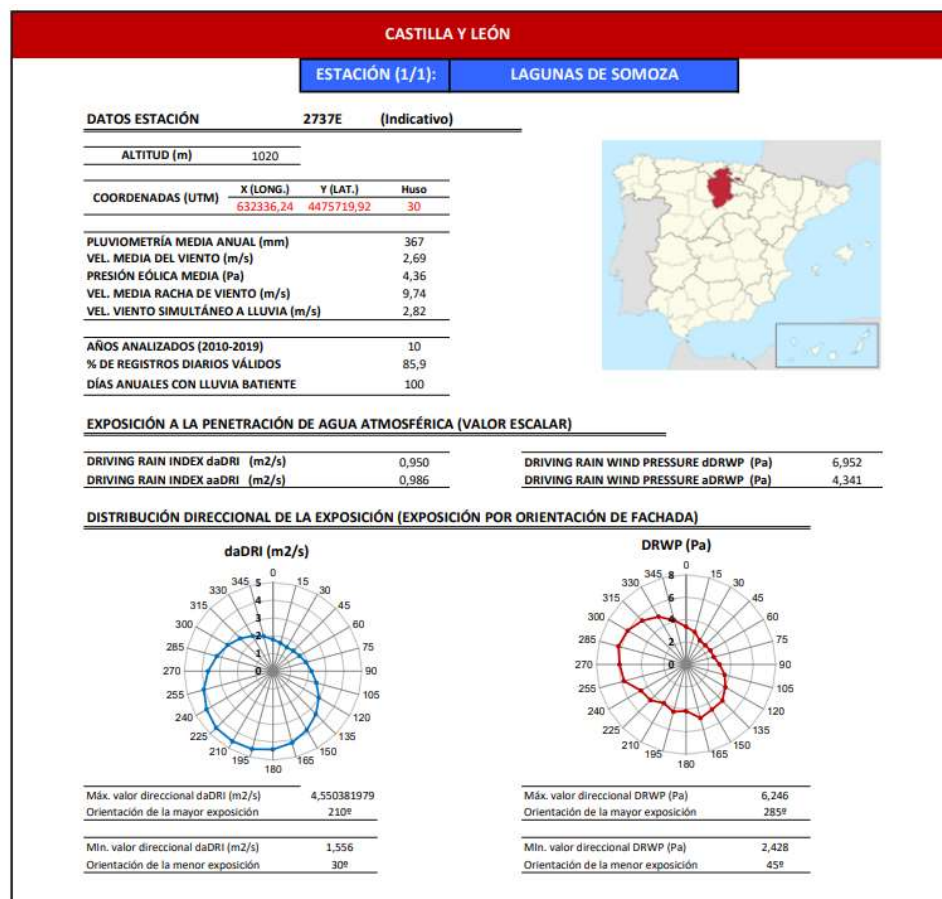 CASTILLA Y LEÓN
ESTACIÓN (1/1): LAGUNAS DE SOMOZA
DATOS ESTACIÓN 2737E (Indicativo)
ALTITUD (m) 1020
COORDENADAS (UTM) X (LONG.) Y (LAT.) Huso
632336,24 4475719,92 30
PLUVIOMETRÍA MEDIA ANUAL (mm) 367
VEL. MEDIA DEL VIENTO (m/s) 2,69
PRESIÓN EÓLICA MEDIA (Pa) 4,36
VEL. MEDIA RACHA DE VIENTO (m/s) 9,74
VEL. VIENTO SIMULTÁNEO A LLUVIA (m/s) 2,82
AÑOS ANALIZADOS (2010-2019) 10
% DE REGISTROS DIARIOS VÁLIDOS 85,9
DÍAS ANUALES CON LLUVIA BATIENTE 100
EXPOSICIÓN A LA PENETRACIÓN DE AGUA ATMOSFÉRICA (VALOR ESCALAR)
DRIVING RAIN INDEX daDRI (m2/s) 0,950 DRIVING RAIN WIND PRESSURE dDRWP (Pa) 6,952
DRIVING RAIN INDEX aaDRI (m2/s) 0,986 DRIVING RAIN WIND PRESSURE aDRWP (Pa) 4,341
DISTRIBUCIÓN DIRECCIONAL DE LA EXPOSICIÓN (EXPOSICIÓN POR ORIENTACIÓN DE FACHADA)
daDRI (m2/s)
0 15 30 45 60 75 90 105 120 135 150 165 180 195 210 225 240 255 270 285 300 315 330 345
5
4
3
2
1
0
DRWP (Pa)
0 15 30 45 60 75 90 105 120 135 150 165 180 195 210 225 240 255 270 285 300 315 330 345
8
6
4
2
0
Máx. valor direccional daDRI (m2/s) 4,550381979 Máx. valor direccional DRWP (Pa) 6,246
Orientación de la mayor exposición 210º Orientación de la mayor exposición 285º
MIn. valor direccional daDRI (m2/s) 1,556 MIn. valor direccional DRWP (Pa) 2,428
Orientación de la menor exposición 30º Orientación de la menor exposición 45º